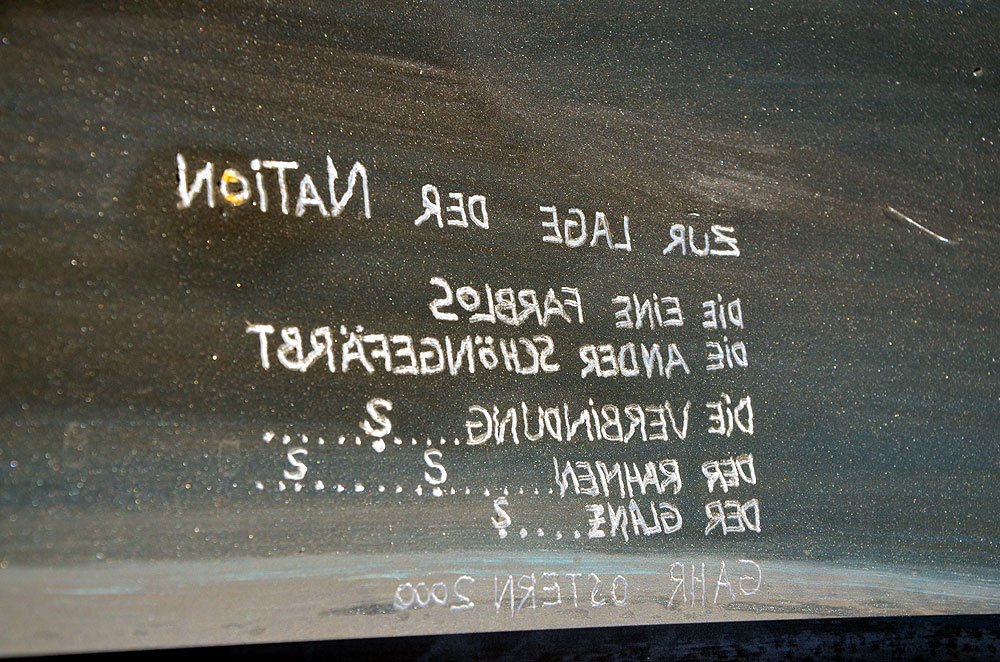 ZUR LAGE DER NATiON
DiE EiNE FARBLOS
DiE ANDER SCHÖNGEFÄRBT
DiE VERBiNDUNG......?.......
DER RAHMEN..........?..........?...
DER GLANZ.....?
GAHR OSTERN 2000